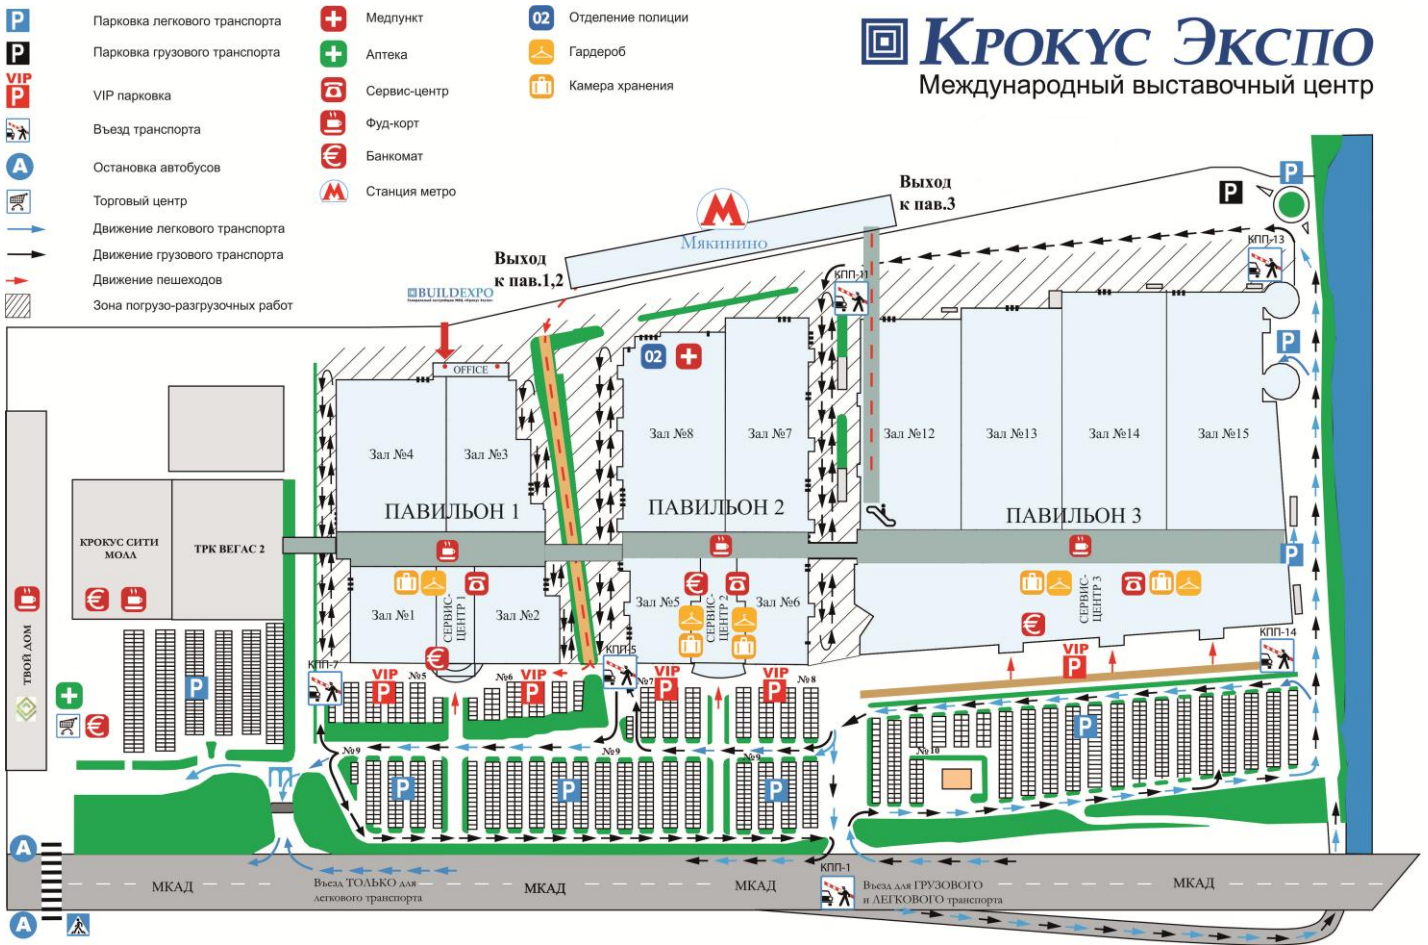 P Парковка легкового транспорта
P Парковка грузового транспорта
VIP
P VIP парковка
Въезд транспорта
А Остановка автобусов
Торговый центр
Движение легкового транспорта
Движение грузового транспорта
Движение пешеходов
Зона погрузо-разгрузочных работ
Медпункт
Аптека
Сервис-центр
Фуд-корт
€ Банкомат
М Станция метро
02 Отделение полиции
Гардероб
Камера хранения
КРОКУС ЭКСПО
Международный выставочный центр
М
Мякинино
Выход
к пав.3
Выход
к пав.1,2
BUILDEXPO
P
P
КПП-13
КПП-11
P
OFFICE
02
Зал №4
Зал №3
Зал №8
Зал №7
Зал №12
Зал №13
Зал №14
Зал №15
ПАВИЛЬОН 1
ПАВИЛЬОН 2
ПАВИЛЬОН 3
КРОКУС СИТИ
МОЛЛ
ТРК ВЕГАС 2
€
P
Зал №1
СЕРВИС-
ЦЕНТР 1
Зал №2
€
Зал №5
€
СЕРВИС-
ЦЕНТР 2
Зал №6
СЕРВИС-
ЦЕНТР 3
€
ТВОЙ ДОМ
€
P
КПП-7
VIP
P
№5
№6
VIP
P
КПП-5
№7
VIP
P
VIP
P
№8
VIP
P
КПП-14
№9
№9
№9
№10
P
P
P
P
А
МКАД
Въезд ТОЛЬКО для
легкового транспорта
МКАД
МКАД
КПП-1
Въезд для ГРУЗОВОГО
и ЛЕГКОВОГО транспорта
МКАД
А